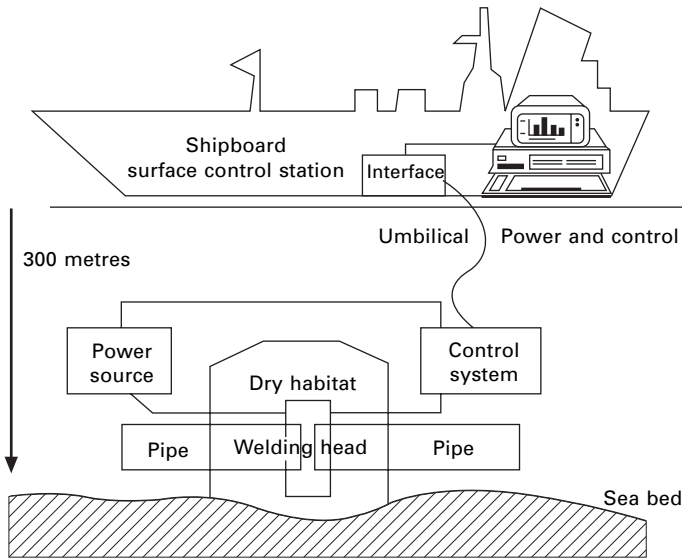 Shipboard
surface control station
Interface
Umbilical
Power and control
300 metres
Power
source
Control
system
Dry habitat
Pipe
Welding head
Pipe
Sea bed